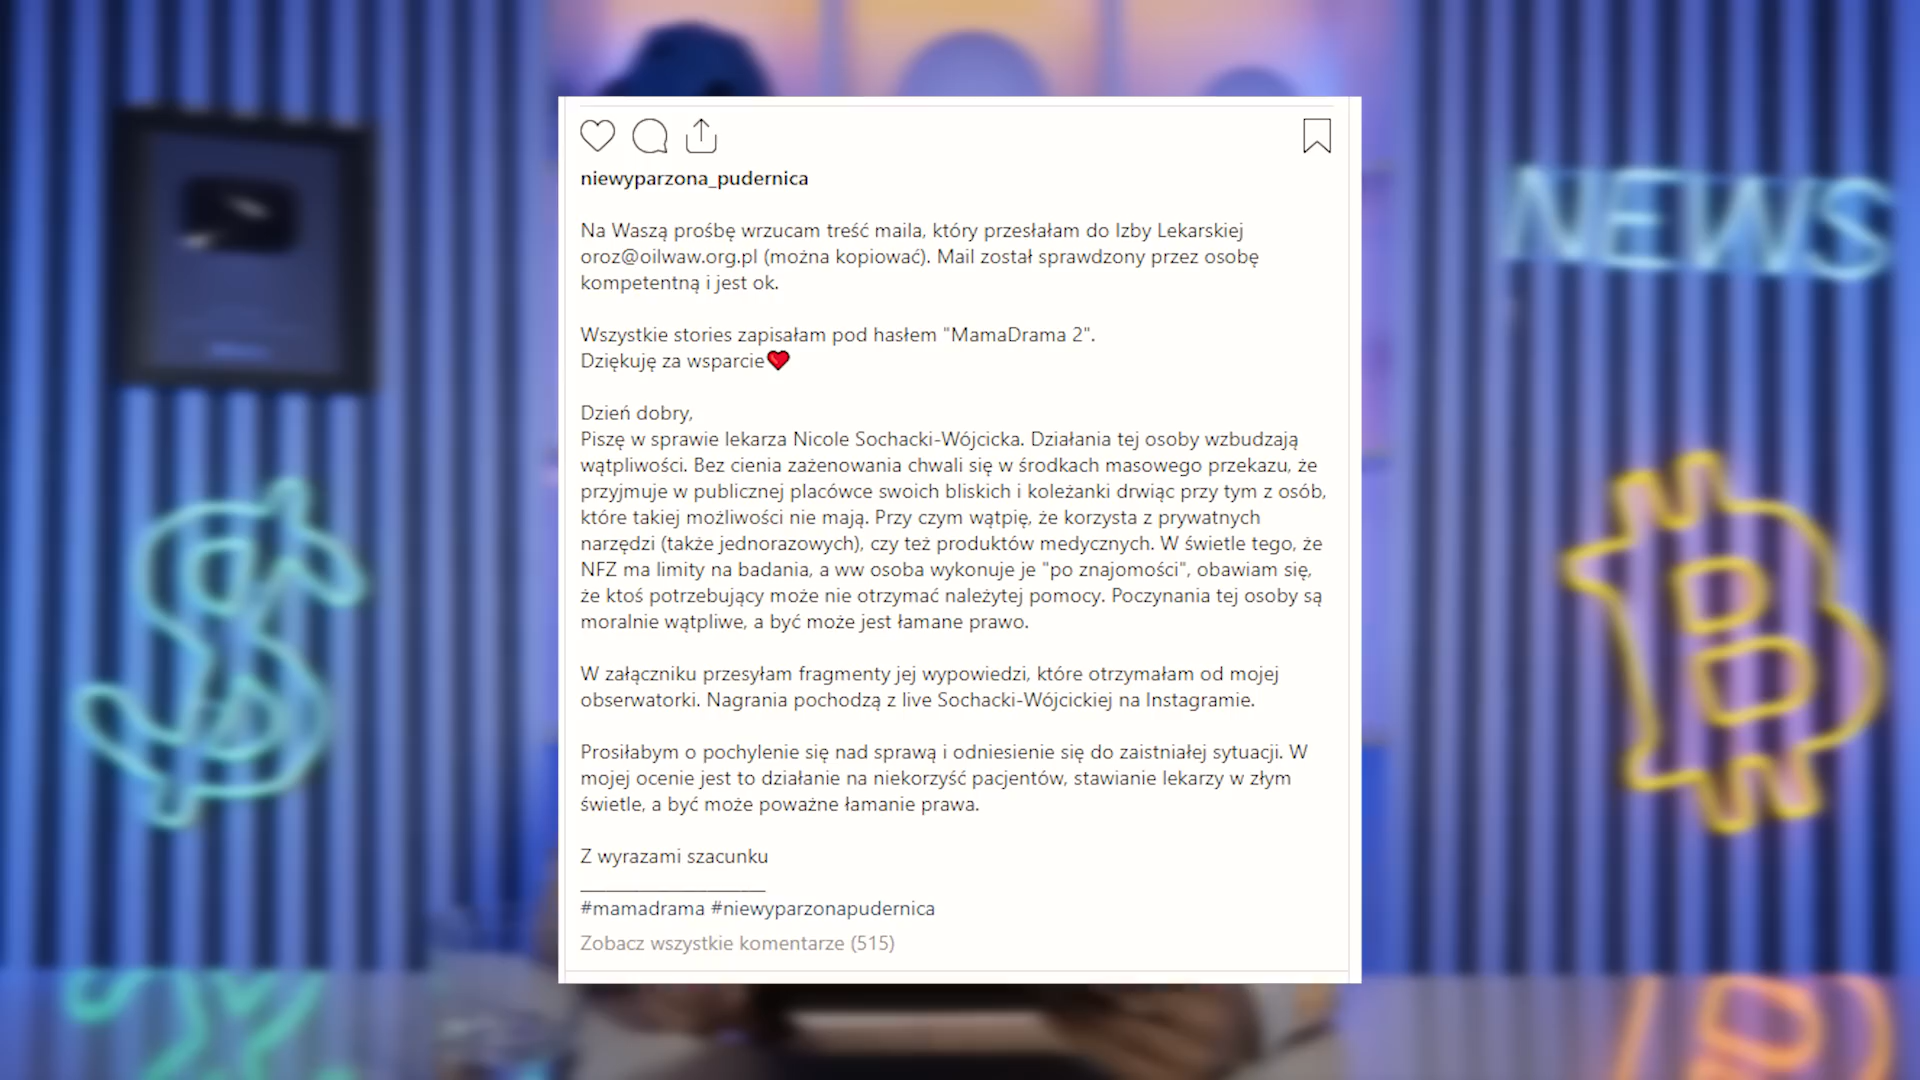 NEWS
niewyparzona_pudernica
Na Waszą prośbę wrzucam treść maila, który przesłałam do Izby Lekarskiej
oroz@oilwaw.org.pl (można kopiować). Mail został sprawdzony przez osobę
kompetentną i jest ok.
Wszystkie stories zapisałam pod hasłem "MamaDrama 2".
Dziękuję za wsparcie❤️
Dzień dobry,
Piszę w sprawie lekarza Nicole Sochacki-Wójcicka. Działania tej osoby wzbudzają
wątpliwości. Bez cienia zażenowania chwali się w środkach masowego przekazu, że
przyjmuje w publicznej placówce swoich bliskich i koleżanki drwiąc przy tym z osób,
które takiej możliwości nie mają. Przy czym wątpię, że korzysta z prywatnych
narzędzi (także jednorazowych), czy też produktów medycznych. W świetle tego, że
NFZ ma limity na badania, a ww osoba wykonuje je "po znajomości", obawiam się,
że ktoś potrzebujący może nie otrzymać należytej pomocy. Poczynania tej osoby są
moralnie wątpliwe, a być może jest łamane prawo.
W załączniku przesyłam fragmenty jej wypowiedzi, które otrzymałam od mojej
obserwatorki. Nagrania pochodzą z live Sochacki-Wójcickiej na Instagramie.
Prosiłabym o pochylenie się nad sprawą i odniesienie się do zaistniałej sytuacji. W
mojej ocenie jest to działanie na niekorzyść pacjentów, stawianie lekarzy w złym
świetle, a być może poważne łamanie prawa.
Z wyrazami szacunku
____________________
#mamadrama #niewyparzonapudernica
Zobacz wszystkie komentarze (515)